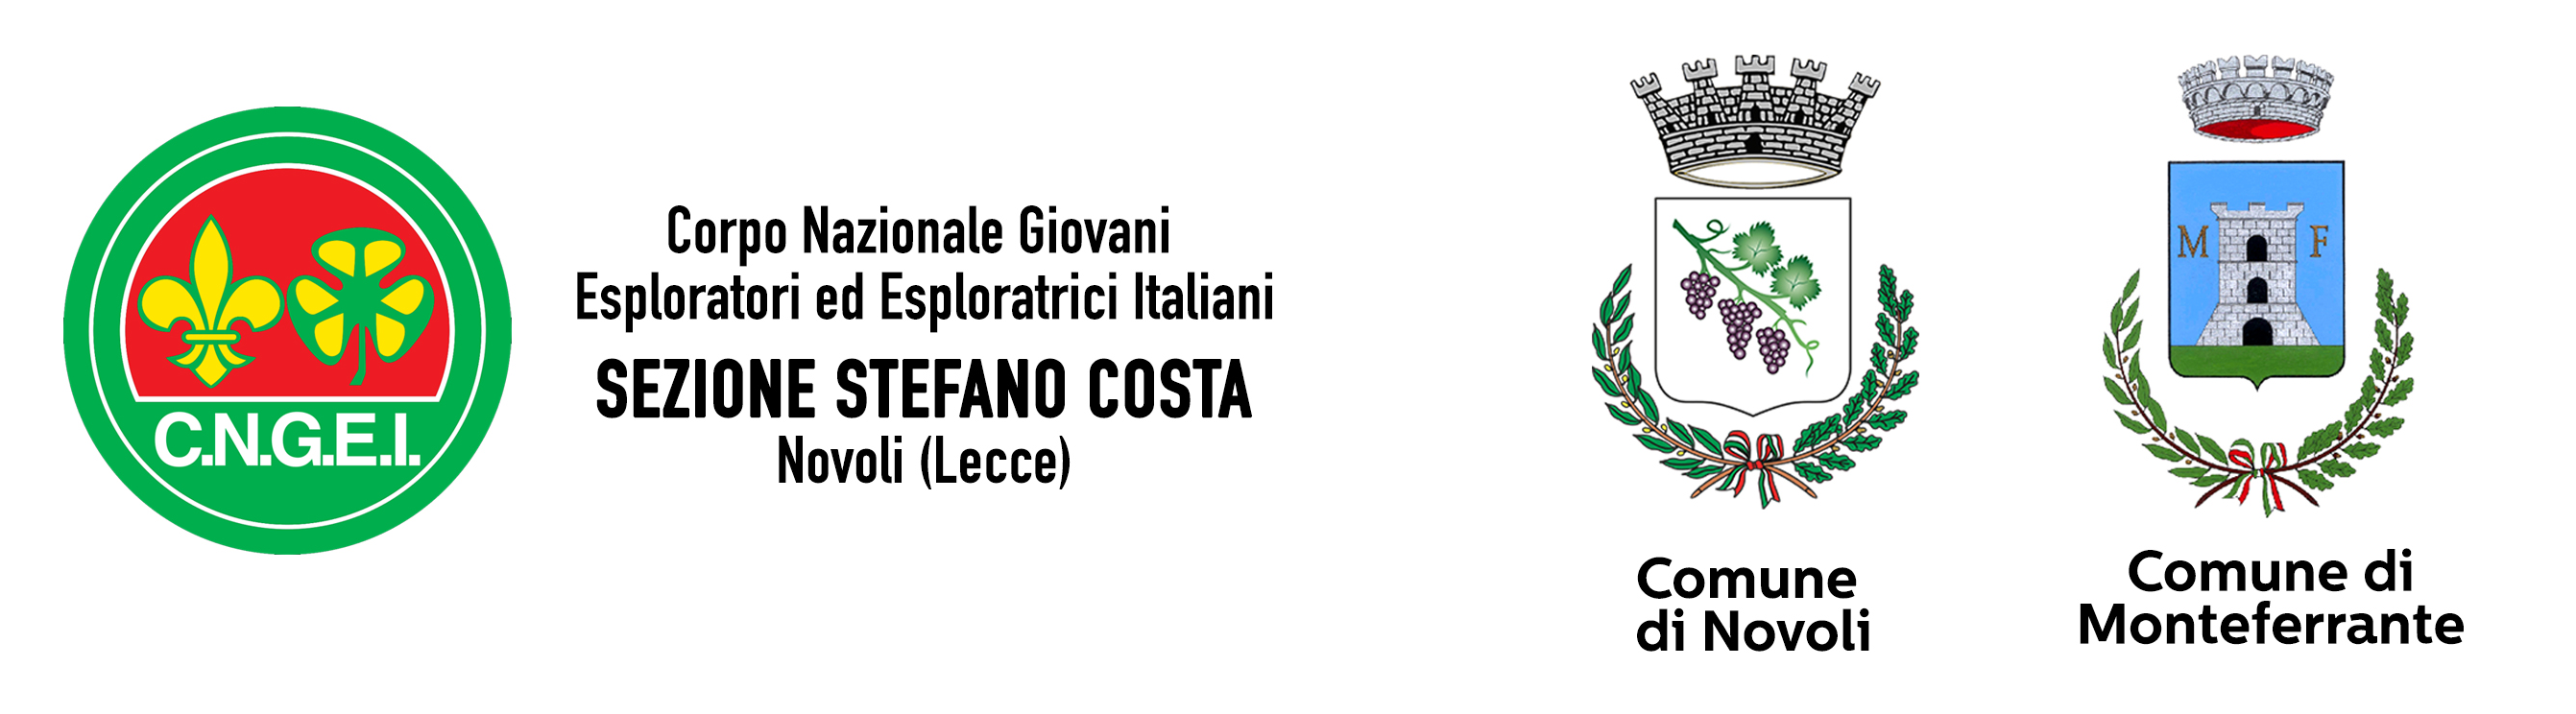 C.N.G.E.I.
Corpo Nazionale Giovani
Esploratori ed Esploratrici Italiani
SEZIONE STEFANO COSTA
Novoli (Lecce)
Comune
di Novoli
M F
Comune di
Monteferrante